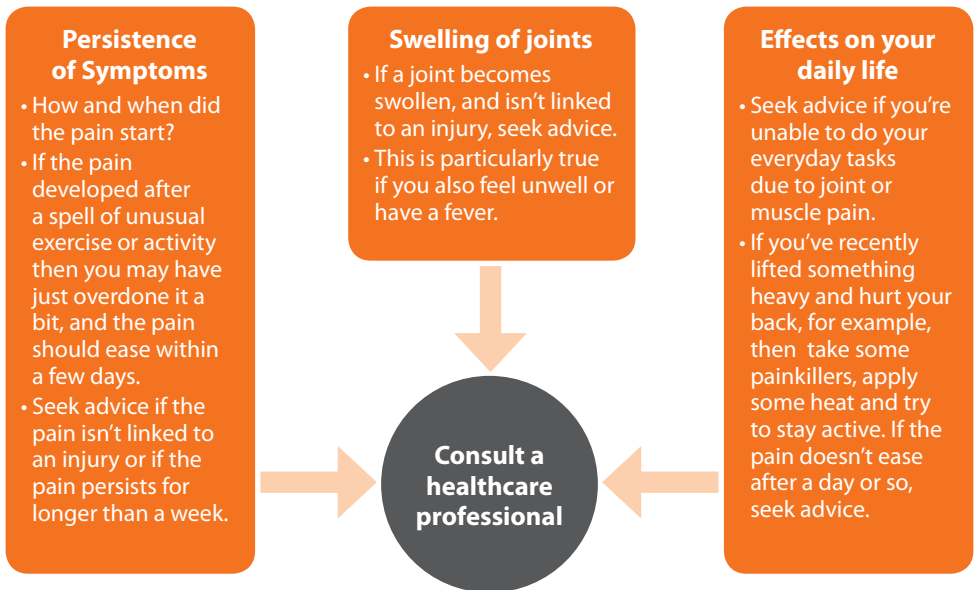 Persistence
of Symptoms
• How and when did
the pain start?
• If the pain
developed after
a spell of unusual
exercise or activity
then you may have
just overdone it a
bit, and the pain
should ease within
a few days.
• Seek advice if the
pain isn’t linked to
an injury or if the
pain persists for
longer than a week.
Swelling of joints
• If a joint becomes
swollen, and isn’t linked
to an injury, seek advice.
• This is particularly true
if you also feel unwell or
have a fever.
Effects on your
daily life
• Seek advice if you’re
unable to do your
everyday tasks
due to joint or
muscle pain.
• If you’ve recently
lifted something
heavy and hurt your
back, for example,
then take some
painkillers, apply
some heat and try
to stay active. If the
pain doesn’t ease
after a day or so,
seek advice.
Consult a
healthcare
professional